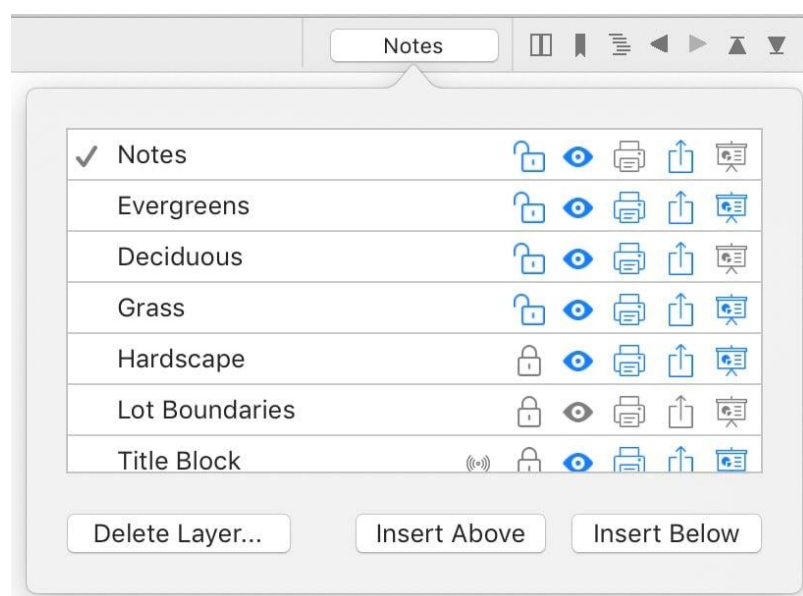 Notes
Notes
Evergreens
Deciduous
Grass
Hardscape
Lot Boundaries
Title Block
Delete Layer... Insert Above Insert Below